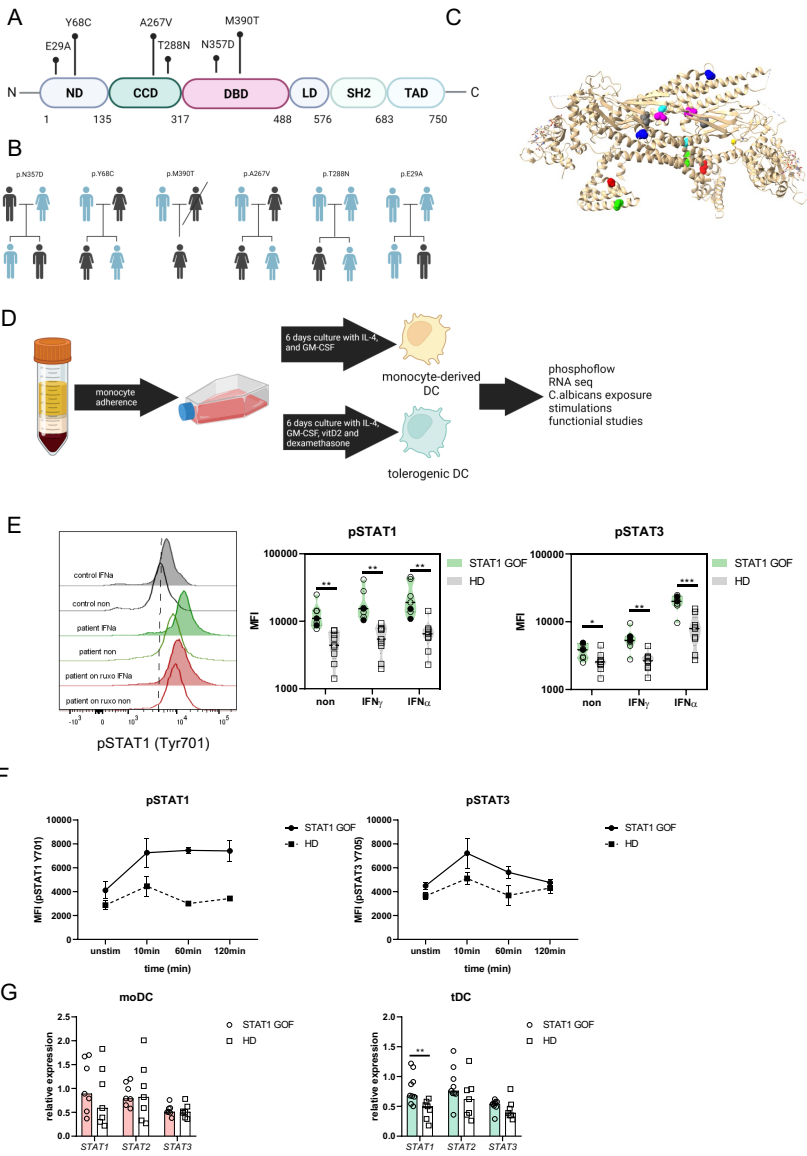 A
E29A
Y68C
A267V
T288N
N357D
M390T
N
ND
CCD
DBD
LD
SH2
TAD
C
1
135
317
488
576
683
750
B
p.N357D
p.Y68C
p.M390T
p.A267V
p.T288N
p.E29A
C
D
monocyte
adherence
6 days culture with IL-4,
and GM-CSF
monocyte-derived
DC
6 days culture with IL-4,
GM-CSF, vitD2 and
dexamethasone
tolerogenic DC
phosphoflow
RNA seq
C.albicans exposure
stimulations
functionial studies
E
control IFNa
control non
patient IFNa
patient non
patient on ruxo IFNa
patient on ruxo non
-10³
0
10³
10⁴
10⁵
pSTAT1 (Tyr701)
pSTAT1
MFI
100000
10000
1000
**
**
**
non
IFNγ
IFNα
STAT1 GOF
HD
pSTAT3
MFI
100000
10000
1000
*
**
***
non
IFNγ
IFNα
STAT1 GOF
HD
pSTAT1
MFI (pSTAT1 Y701)
10000
8000
6000
4000
2000
0
unstim
10min
60min
120min
time (min)
STAT1 GOF
HD
pSTAT3
MFI (pSTAT3 Y705)
10000
8000
6000
4000
2000
0
unstim
10min
60min
120min
time (min)
STAT1 GOF
HD
G
moDC
relative expression
2.5
2.0
1.5
1.0
0.5
0.0
STAT1
STAT2
STAT3
STAT1 GOF
HD
tDC
relative expression
2.0
1.5
1.0
0.5
0.0
**
STAT1
STAT2
STAT3
STAT1 GOF
HD